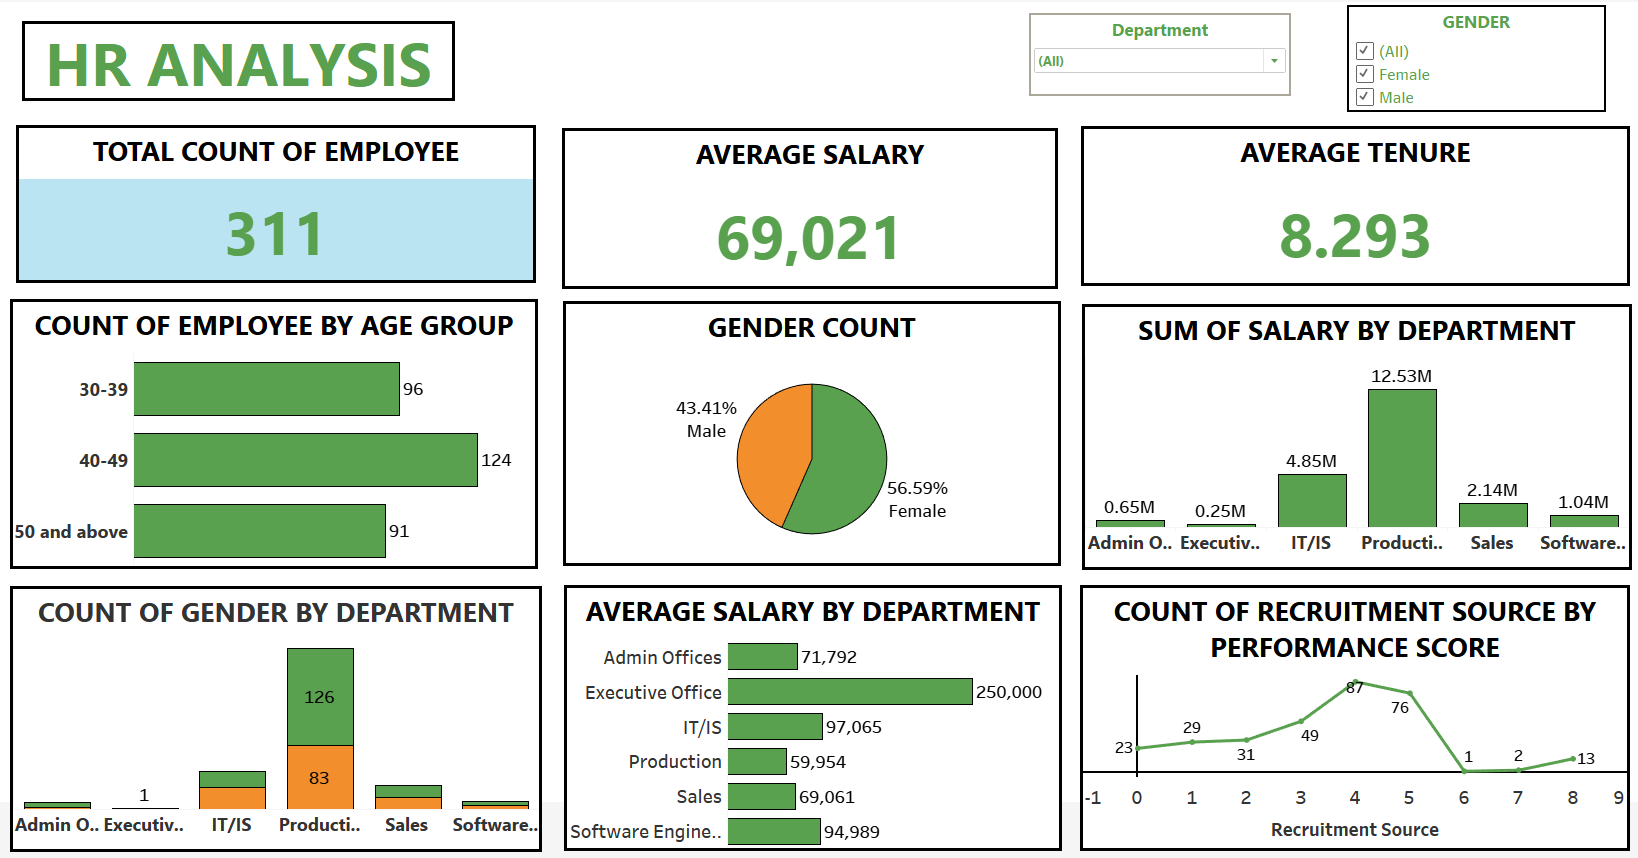 HR ANALYSIS
Department
(All)
GENDER
(All)
Female
Male
TOTAL COUNT OF EMPLOYEE
311
AVERAGE SALARY
69,021
AVERAGE TENURE
8.293
COUNT OF EMPLOYEE BY AGE GROUP
30-39
96
40-49
124
50 and above
91
GENDER COUNT
43.41%
Male
56.59%
Female
SUM OF SALARY BY DEPARTMENT
0.65M
0.25M
4.85M
12.53M
2.14M
1.04M
Admin O.. Executiv.. IT/IS Producti.. Sales Software..
COUNT OF GENDER BY DEPARTMENT
126
83
1
Admin O.. Executiv.. IT/IS Producti.. Sales Software..
AVERAGE SALARY BY DEPARTMENT
Admin Offices 71,792
Executive Office 250,000
IT/IS 97,065
Production 59,954
Sales 69,061
Software Engine.. 94,989
COUNT OF RECRUITMENT SOURCE BY
PERFORMANCE SCORE
23 29 31 49 87 76 1 2 13
-1 0 1 2 3 4 5 6 7 8 9
Recruitment Source